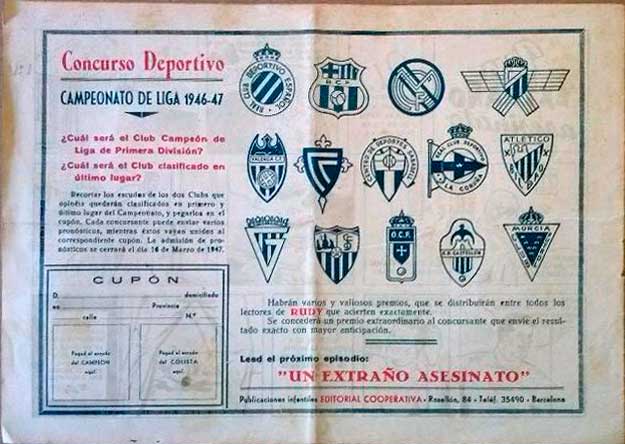 Concurso Deportivo
CAMPEONATO DE LIGA 1946-47
¿Cuál será el Club Campeón de
Liga de Primera División?
¿Cuál será el Club clasificado en
último lugar?
Recortar los escudos de los dos Clubs que
opináis quedarán clasificados en primero y
último lugar del Campeonato, y pegarlos en el
cupón. Cada concursante puede enviar varios
pronósticos, mientras éstos vayan unidos al
correspondiente cupón. La admisión de pro-
nósticos se cerrará el día 16 de Marzo de 1947.
CUPÓN
D. domiciliado
en Provincia
calle N.º
Pegad el escudo
del CAMPEÓN
aquí.
Pegad el escudo
del COLISTA
aquí.
REAL CLUB DEPORTIVO ESPAÑOL
B C F
VALENCIA C.F.
CENTRO DE DEPORTES SABADELL
REAL CLUB DEPORTIVO
LA CORUÑA
ATLÉTICO
BILBAO
O.C.F.
C.D. CASTELLÓN
MURCIA
Habrán varios y valiosos premios, que se distribuirán entre todos los
lectores de RUDY que acierten exactamente.
Se concederá un premio extraordinario al concursante que envíe el resul-
tado exacto con mayor anticipación.
Leed el próximo episodio:
"UN EXTRAÑO ASESINATO"
Publicaciones infantiles EDITORIAL COOPERATIVA - Rosellón, 84 - Teléf. 35490 - Barcelona